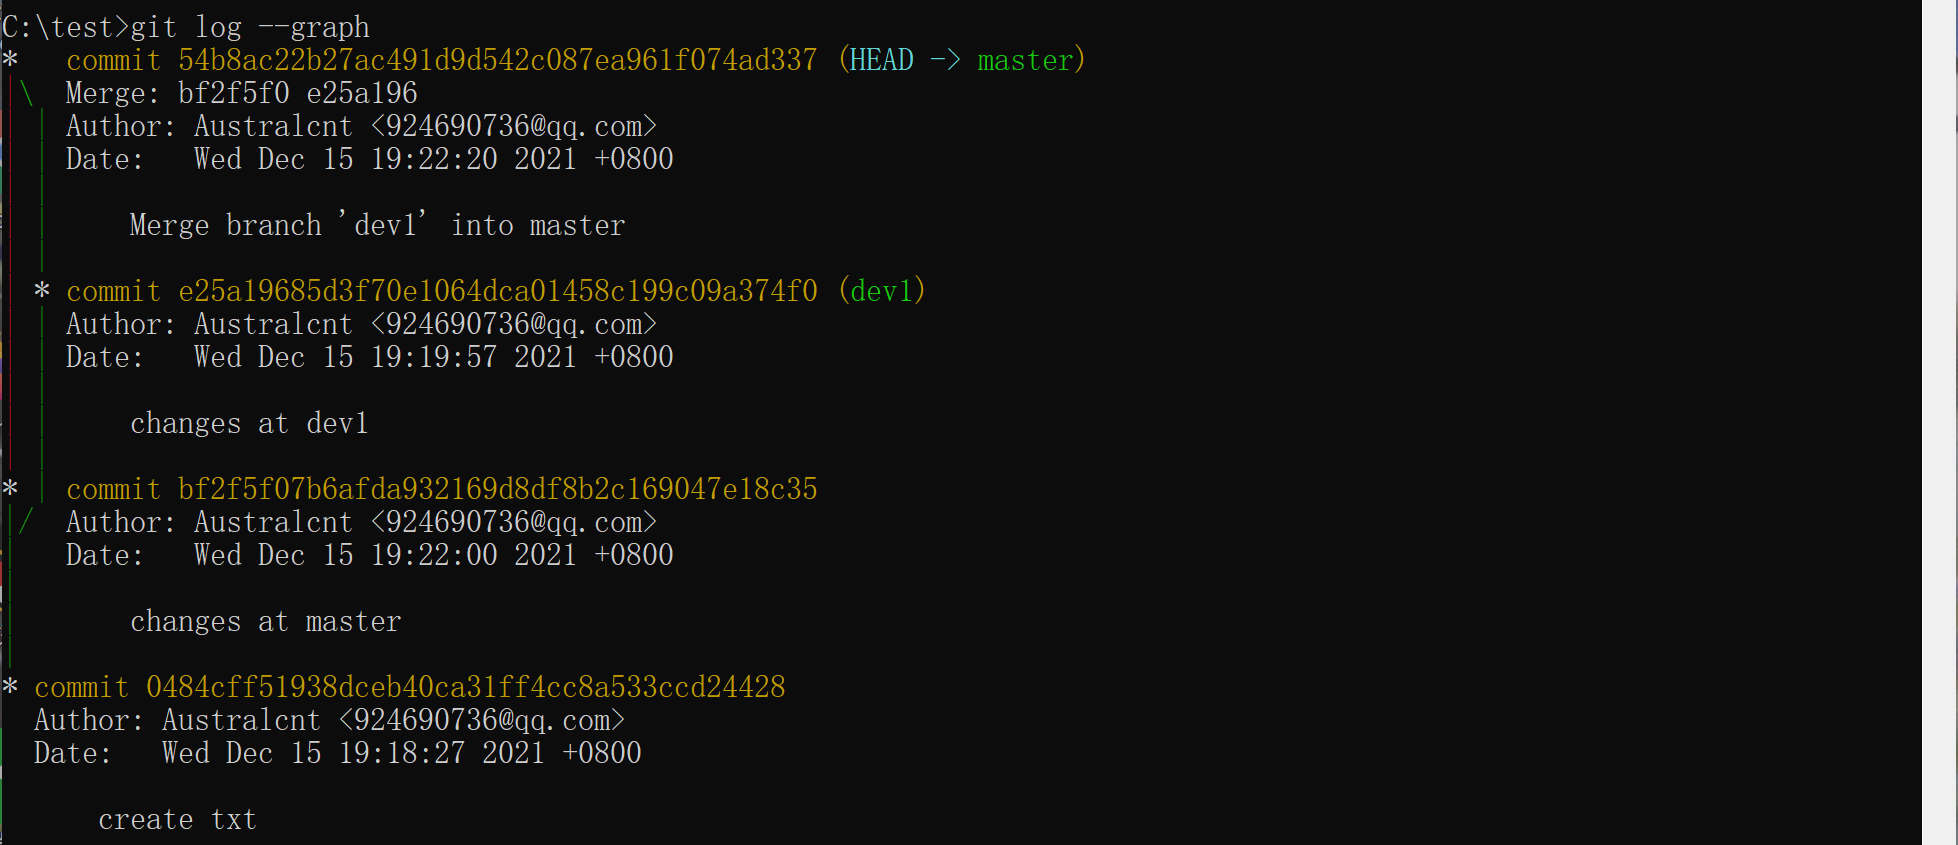 C:\test>git log --graph
*   commit 54b8ac22b27ac491d9d542c087ea961f074ad337 (HEAD -> master)
|\  Merge: bf2f5f0 e25a196
| | Author: Australcnt <924690736@qq.com>
| | Date:   Wed Dec 15 19:22:20 2021 +0800
| |
| |     Merge branch 'dev1' into master
| |
| * commit e25a19685d3f70e1064dca01458c199c09a374f0 (dev1)
| | Author: Australcnt <924690736@qq.com>
| | Date:   Wed Dec 15 19:19:57 2021 +0800
| |
| |     changes at dev1
| |
* | commit bf2f5f07b6afda932169d8df8b2c169047e18c35
|/  Author: Australcnt <924690736@qq.com>
|   Date:   Wed Dec 15 19:22:00 2021 +0800
|
|       changes at master
|
* commit 0484cff51938dceb40ca31ff4cc8a533ccd24428
  Author: Australcnt <924690736@qq.com>
  Date:   Wed Dec 15 19:18:27 2021 +0800

      create txt